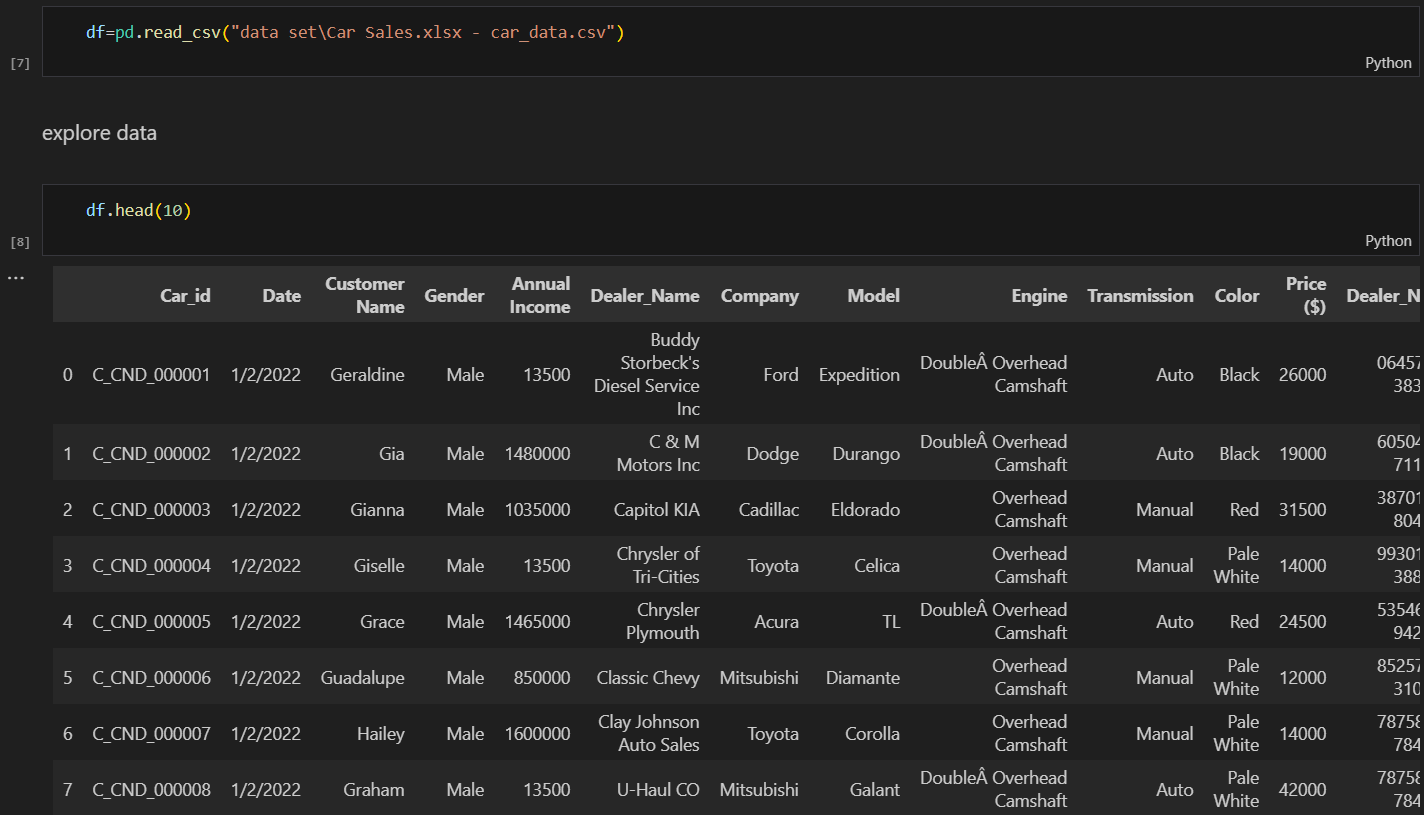 df=pd.read_csv("data set\Car Sales.xlsx - car_data.csv")
[7]
Python
explore data
df.head(10)
[8]
Python
...
Car_id Date Customer Name Gender Annual Income Dealer_Name Company Model Engine Transmission Color Price ($) Dealer_N
0 C_CND_000001 1/2/2022 Geraldine Male 13500 Buddy Storbeck's Diesel Service Inc Ford Expedition DoubleÂ Overhead Camshaft Auto Black 26000 06457 383
1 C_CND_000002 1/2/2022 Gia Male 1480000 C & M Motors Inc Dodge Durango DoubleÂ Overhead Camshaft Auto Black 19000 60504 711
2 C_CND_000003 1/2/2022 Gianna Male 1035000 Capitol KIA Cadillac Eldorado Overhead Camshaft Manual Red 31500 38701 804
3 C_CND_000004 1/2/2022 Giselle Male 13500 Chrysler of Tri-Cities Toyota Celica Overhead Camshaft Manual Pale White 14000 99301 388
4 C_CND_000005 1/2/2022 Grace Male 1465000 Chrysler Plymouth Acura TL DoubleÂ Overhead Camshaft Auto Red 24500 53546 942
5 C_CND_000006 1/2/2022 Guadalupe Male 850000 Classic Chevy Mitsubishi Diamante Overhead Camshaft Manual Pale White 12000 85257 310
6 C_CND_000007 1/2/2022 Hailey Male 1600000 Clay Johnson Auto Sales Toyota Corolla Overhead Camshaft Manual Pale White 14000 78758 784
7 C_CND_000008 1/2/2022 Graham Male 13500 U-Haul CO Mitsubishi Galant DoubleÂ Overhead Camshaft Auto Pale White 42000 78758 784